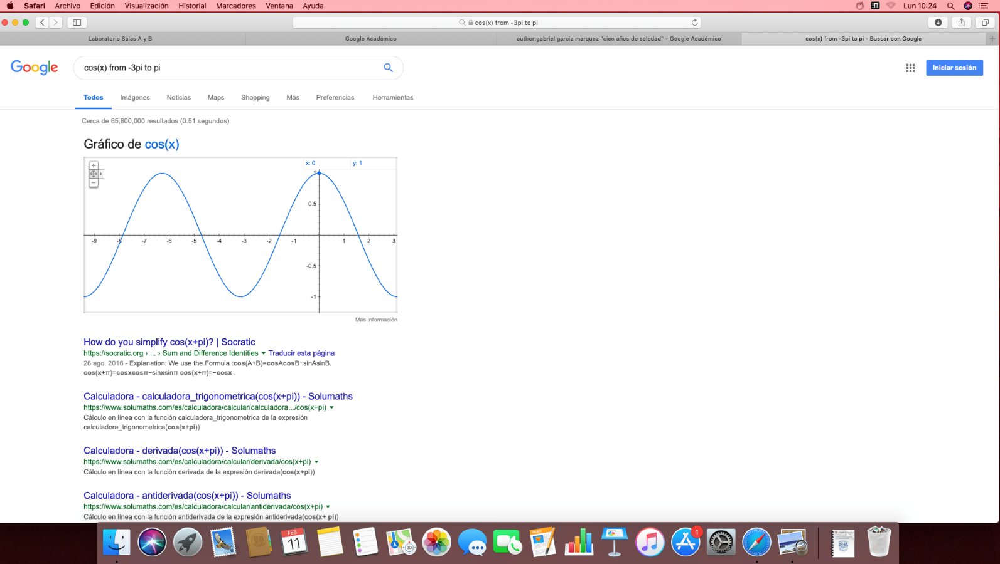 Safari Archivo Edición Visualización Historial Marcadores Ventana Ayuda Lun 10:24
cos(x) from -3pi to pi
Laboratorio Salas A y B Google Académico author:gabriel garcia marquez "cien años de soledad" - Google Académico cos(x) from -3pi to pi - Buscar con Google
Google cos(x) from -3pi to pi Iniciar sesión
Todos Imágenes Noticias Maps Shopping Más Preferencias Herramientas
Cerca de 65,800,000 resultados (0.51 segundos)
Gráfico de cos(x)
x: 0 y: 1
1
0.5
-9 -8 -7 -6 -5 -4 -3 -2 -1 1 2 3
-0.5
-1
Más información
How do you simplify cos(x+pi)? | Socratic
https://socratic.org › ... › Sum and Difference Identities Traducir esta página
26 ago. 2016 - Explanation: We use the Formula :cos(A+B)=cosAcosB−sinAsinB.
cos(x+π)=cosxcosπ−sinxsinπ cos(x+π)=−cosx .
Calculadora - calculadora_trigonometrica(cos(x+pi)) - Solumaths
https://www.solumaths.com/es/calculadora/calcular/calculadora.../cos(x+pi)
Cálculo en línea con la función calculadora_trigonometrica de la expresión
calculadora_trigonometrica(cos(x+pi))
Calculadora - derivada(cos(x+pi)) - Solumaths
https://www.solumaths.com/es/calculadora/calcular/derivada/cos(x+pi)
Cálculo en línea con la función derivada de la expresión derivada(cos(x+pi))
Calculadora - antiderivada(cos(x+pi)) - Solumaths
https://www.solumaths.com/es/calculadora/calcular/antiderivada/cos(x+pi)
Cálculo en línea con la función antiderivada de la expresión antiderivada(cos(x+ pi))
FEB
11
3D
1